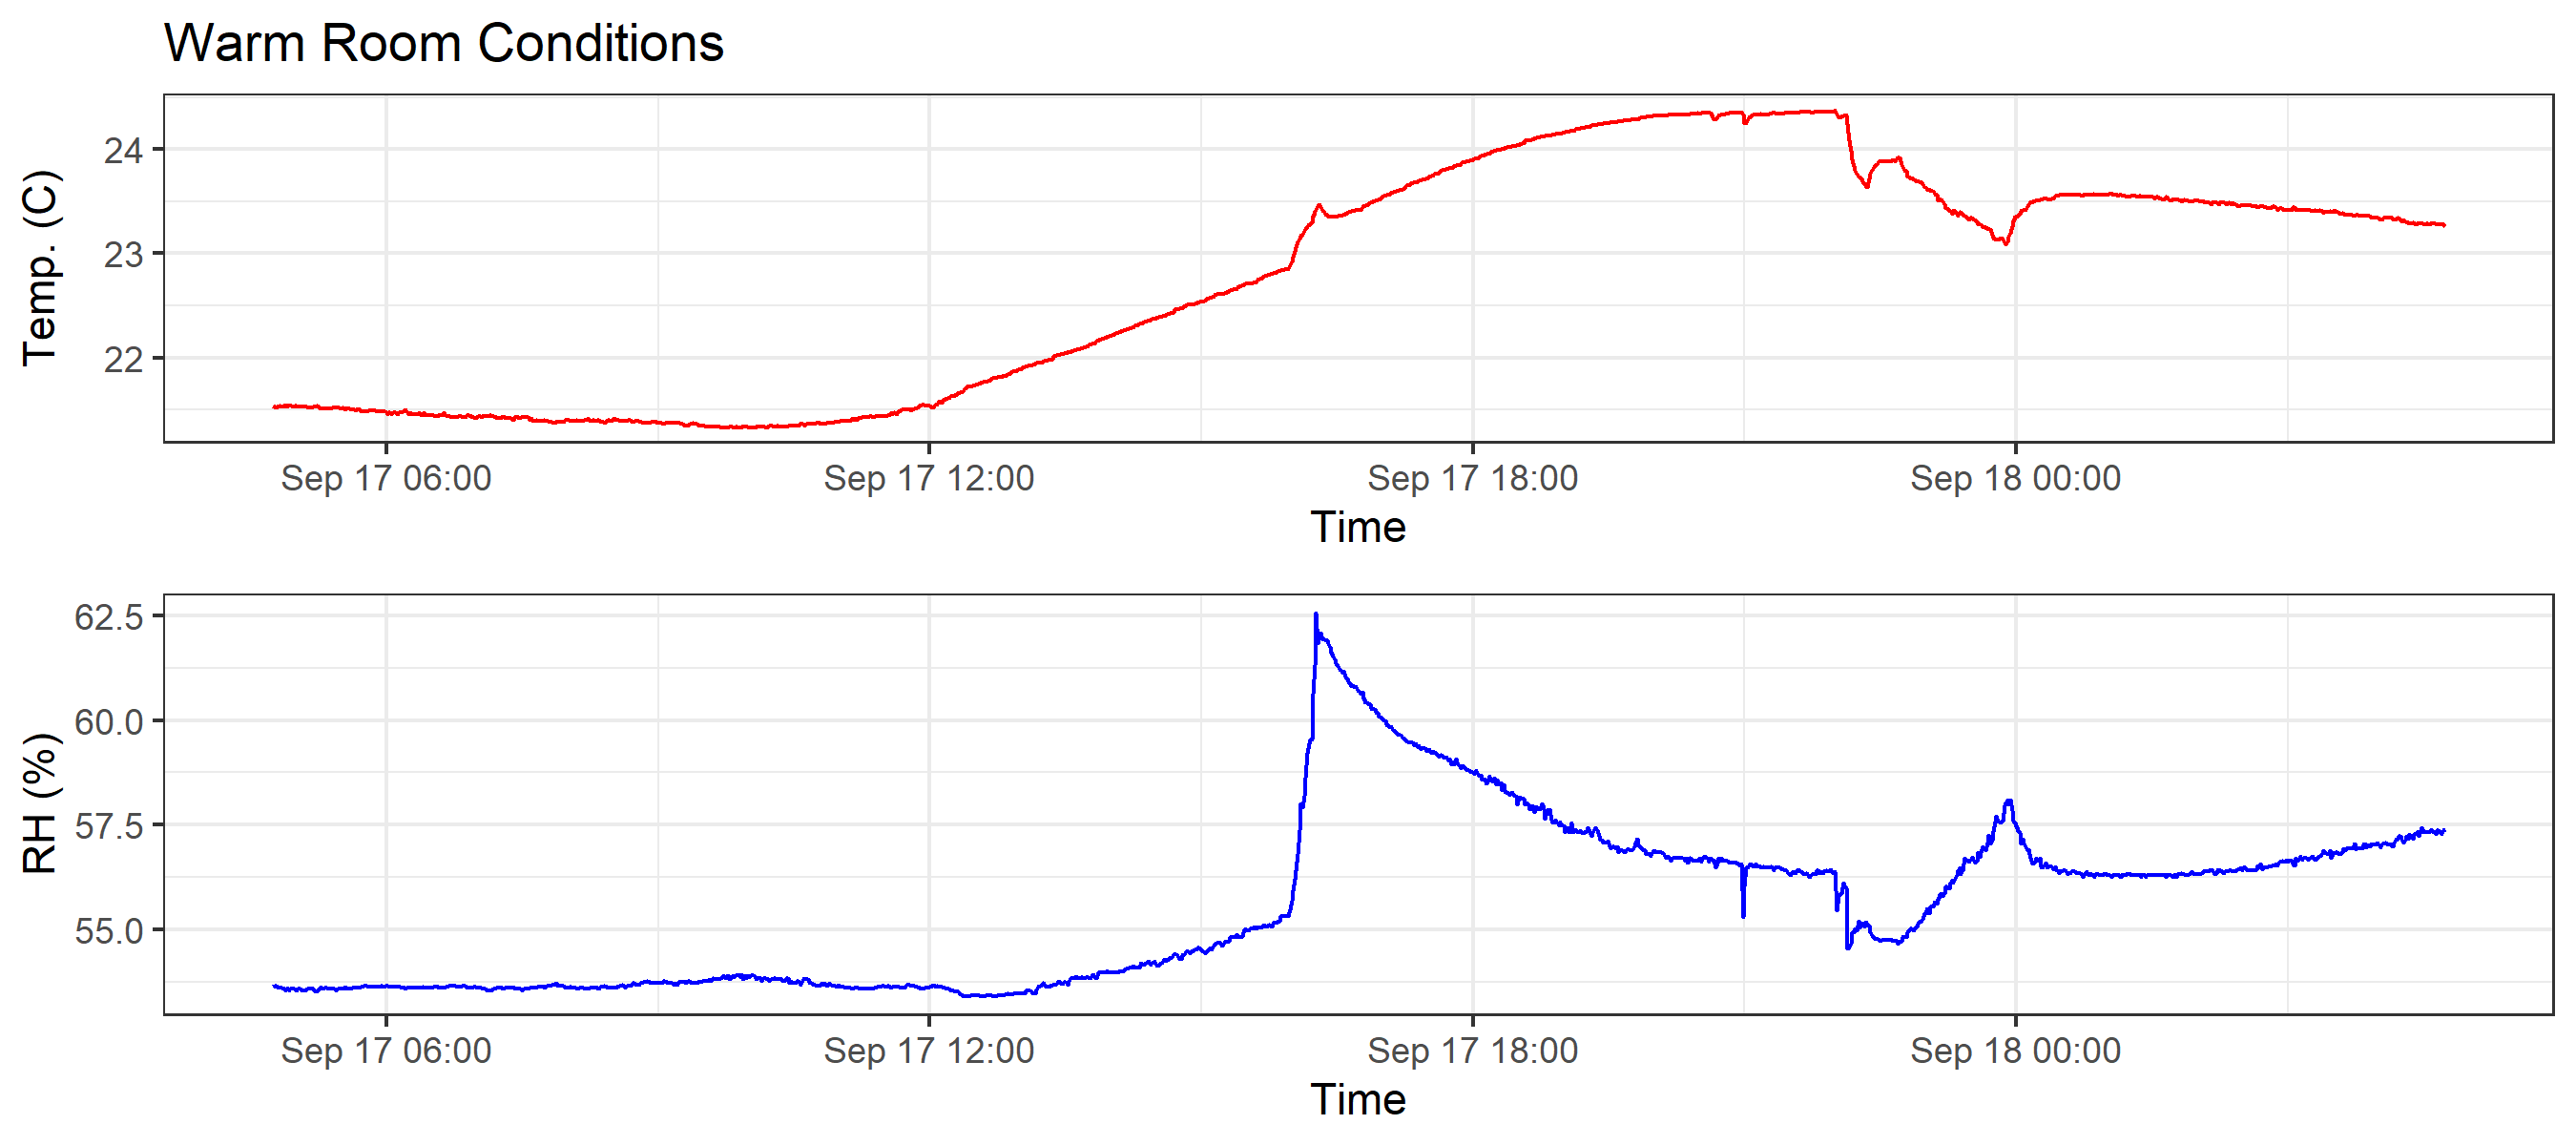 Warm Room Conditions
Temp. (C)
24
23
22
Sep 17 06:00 Sep 17 12:00 Sep 17 18:00 Sep 18 00:00
Time
RH (%)
62.5
60.0
57.5
55.0
Sep 17 06:00 Sep 17 12:00 Sep 17 18:00 Sep 18 00:00
Time